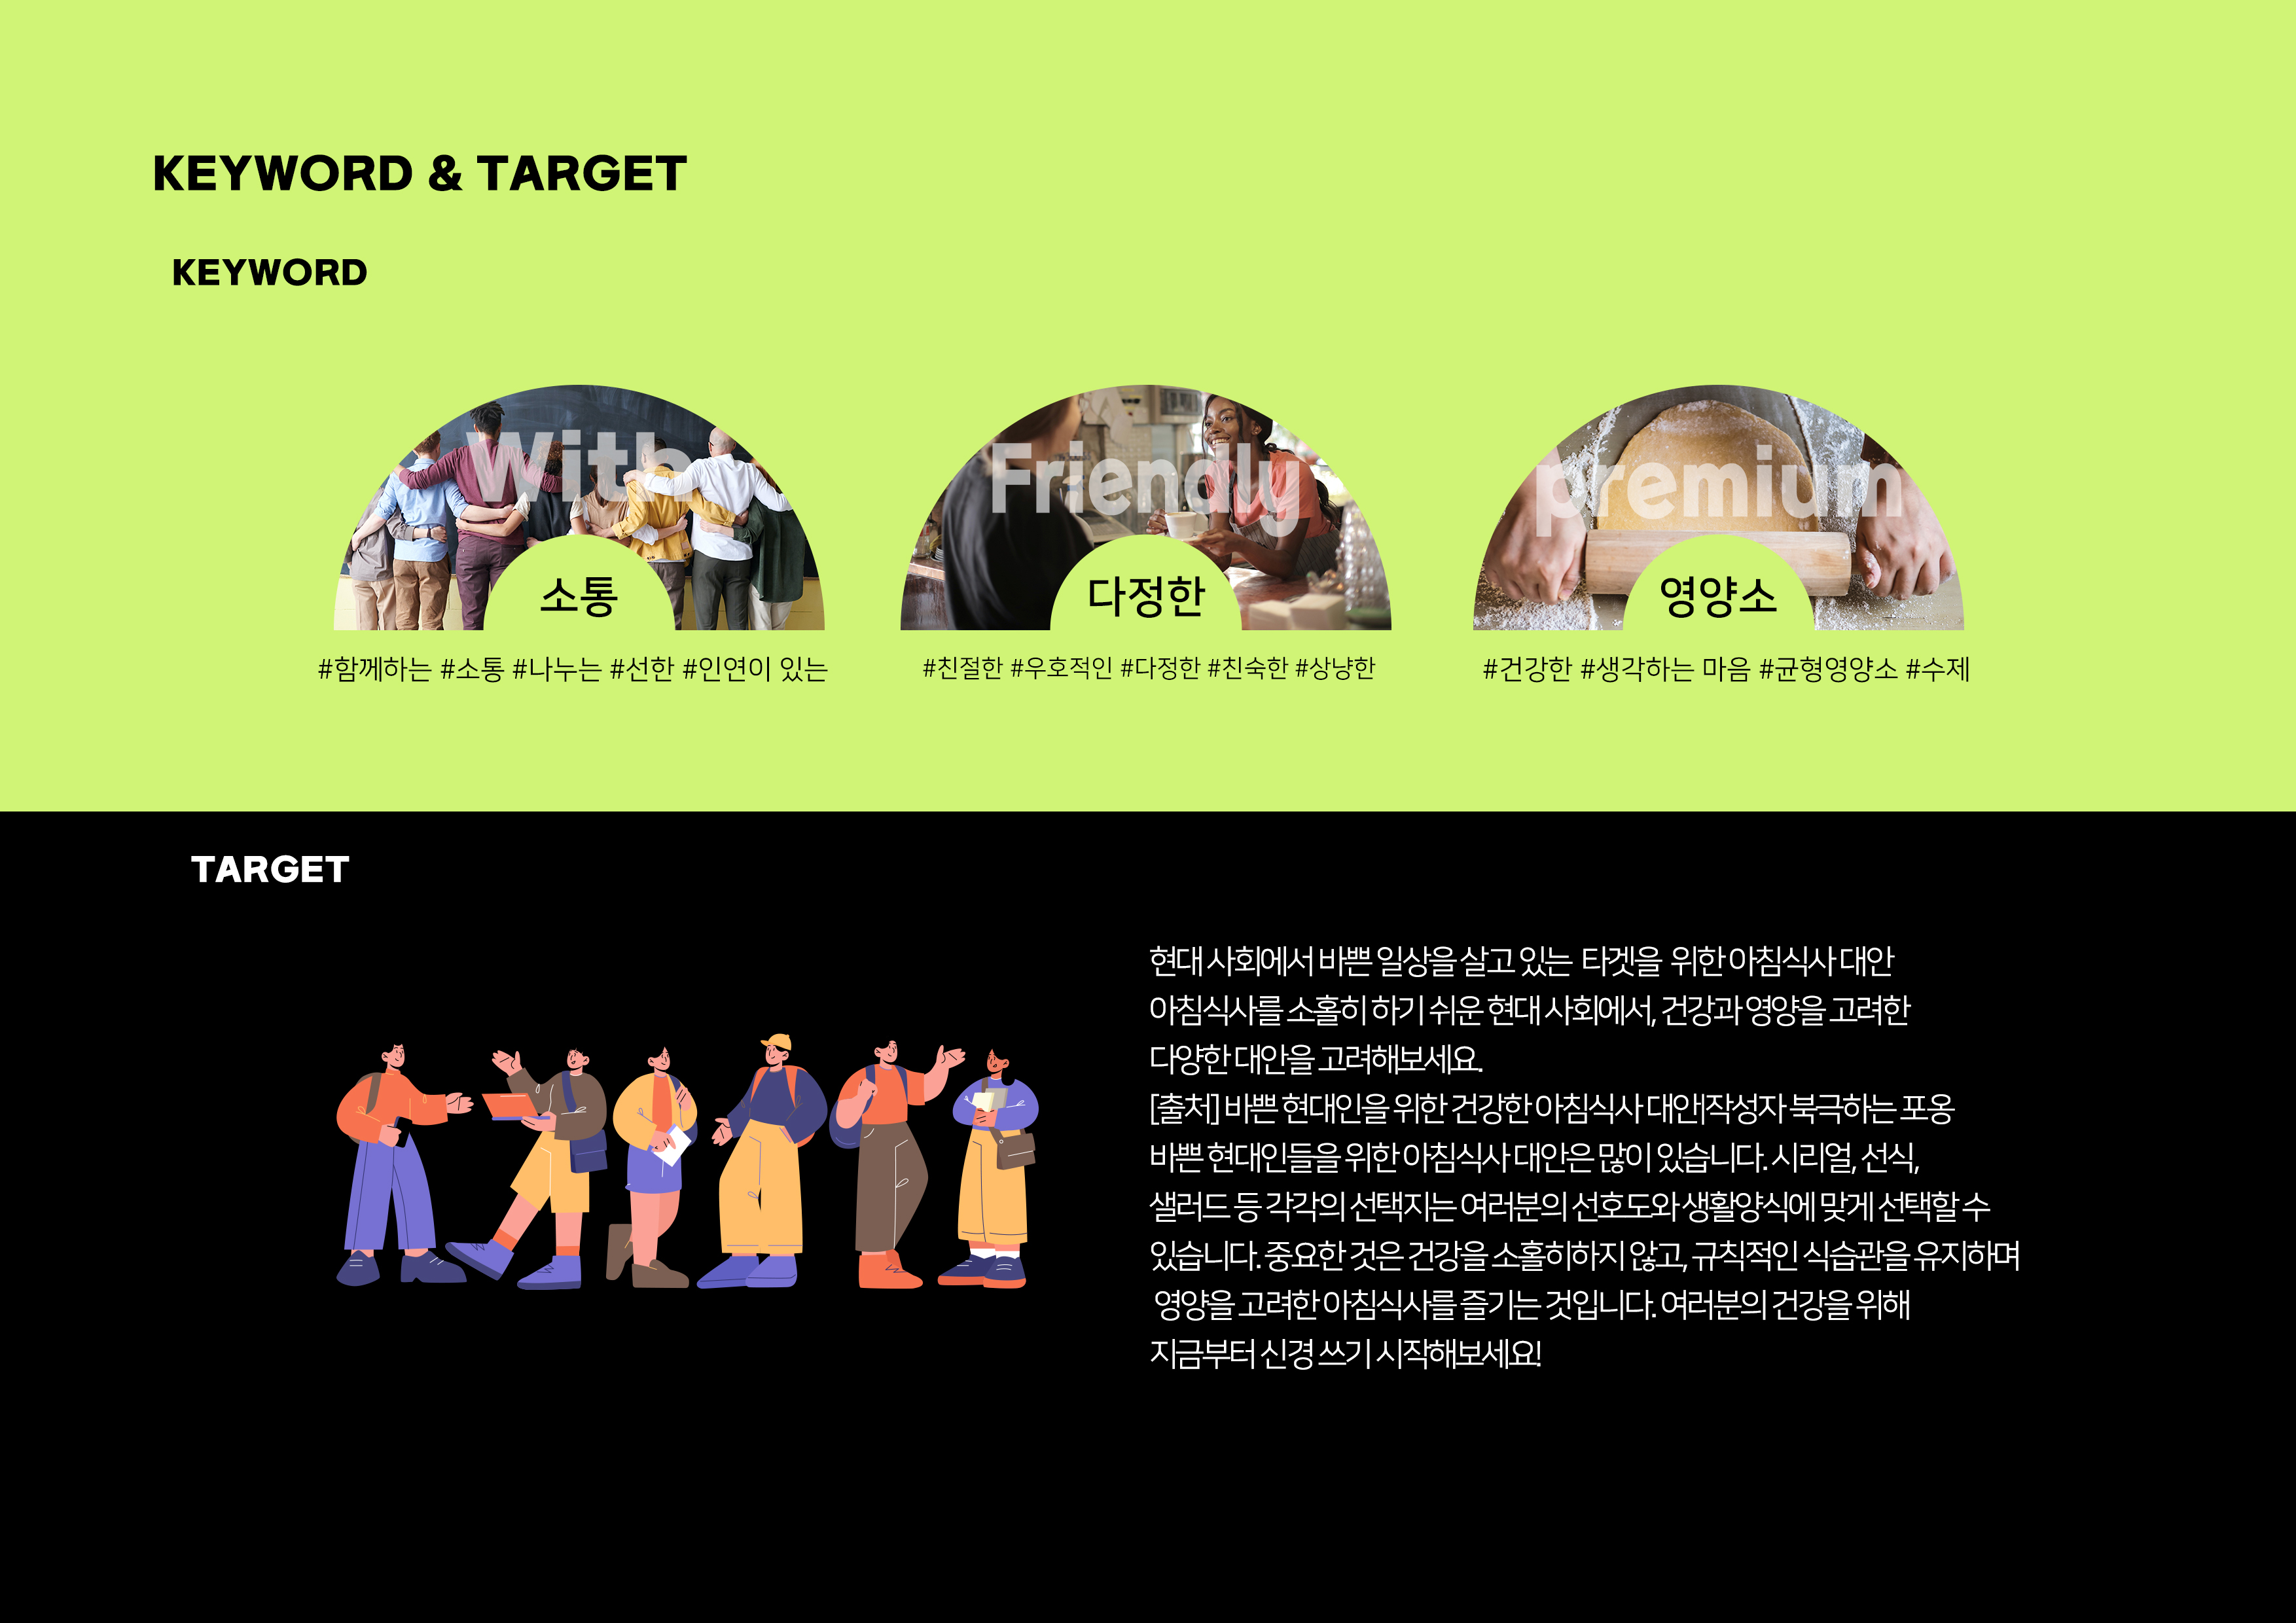 KEYWORD & TARGET
KEYWORD
With
Friendly
premium
소통
다정한
영양소
#함께하는 #소통 #나누는 #선한 #인연이 있는
#친절한 #우호적인 #다정한 #친숙한 #상냥한
#건강한 #생각하는 마음 #균형영양소 #수제
TARGET
현대 사회에서 바쁜 일상을 살고 있는 타겟을 위한 아침식사 대안
아침식사를 소홀히 하기 쉬운 현대 사회에서, 건강과 영양을 고려한
다양한 대안을 고려해보세요.
[출처] 바쁜 현대인을 위한 건강한 아침식사 대안|작성자 북극하는 포옹
바쁜 현대인들을 위한 아침식사 대안은 많이 있습니다. 시리얼, 선식,
샐러드 등 각각의 선택지는 여러분의 선호도와 생활양식에 맞게 선택할 수
있습니다. 중요한 것은 건강을 소홀히하지 않고, 규칙적인 식습관을 유지하며
영양을 고려한 아침식사를 즐기는 것입니다. 여러분의 건강을 위해
지금부터 신경 쓰기 시작해보세요!